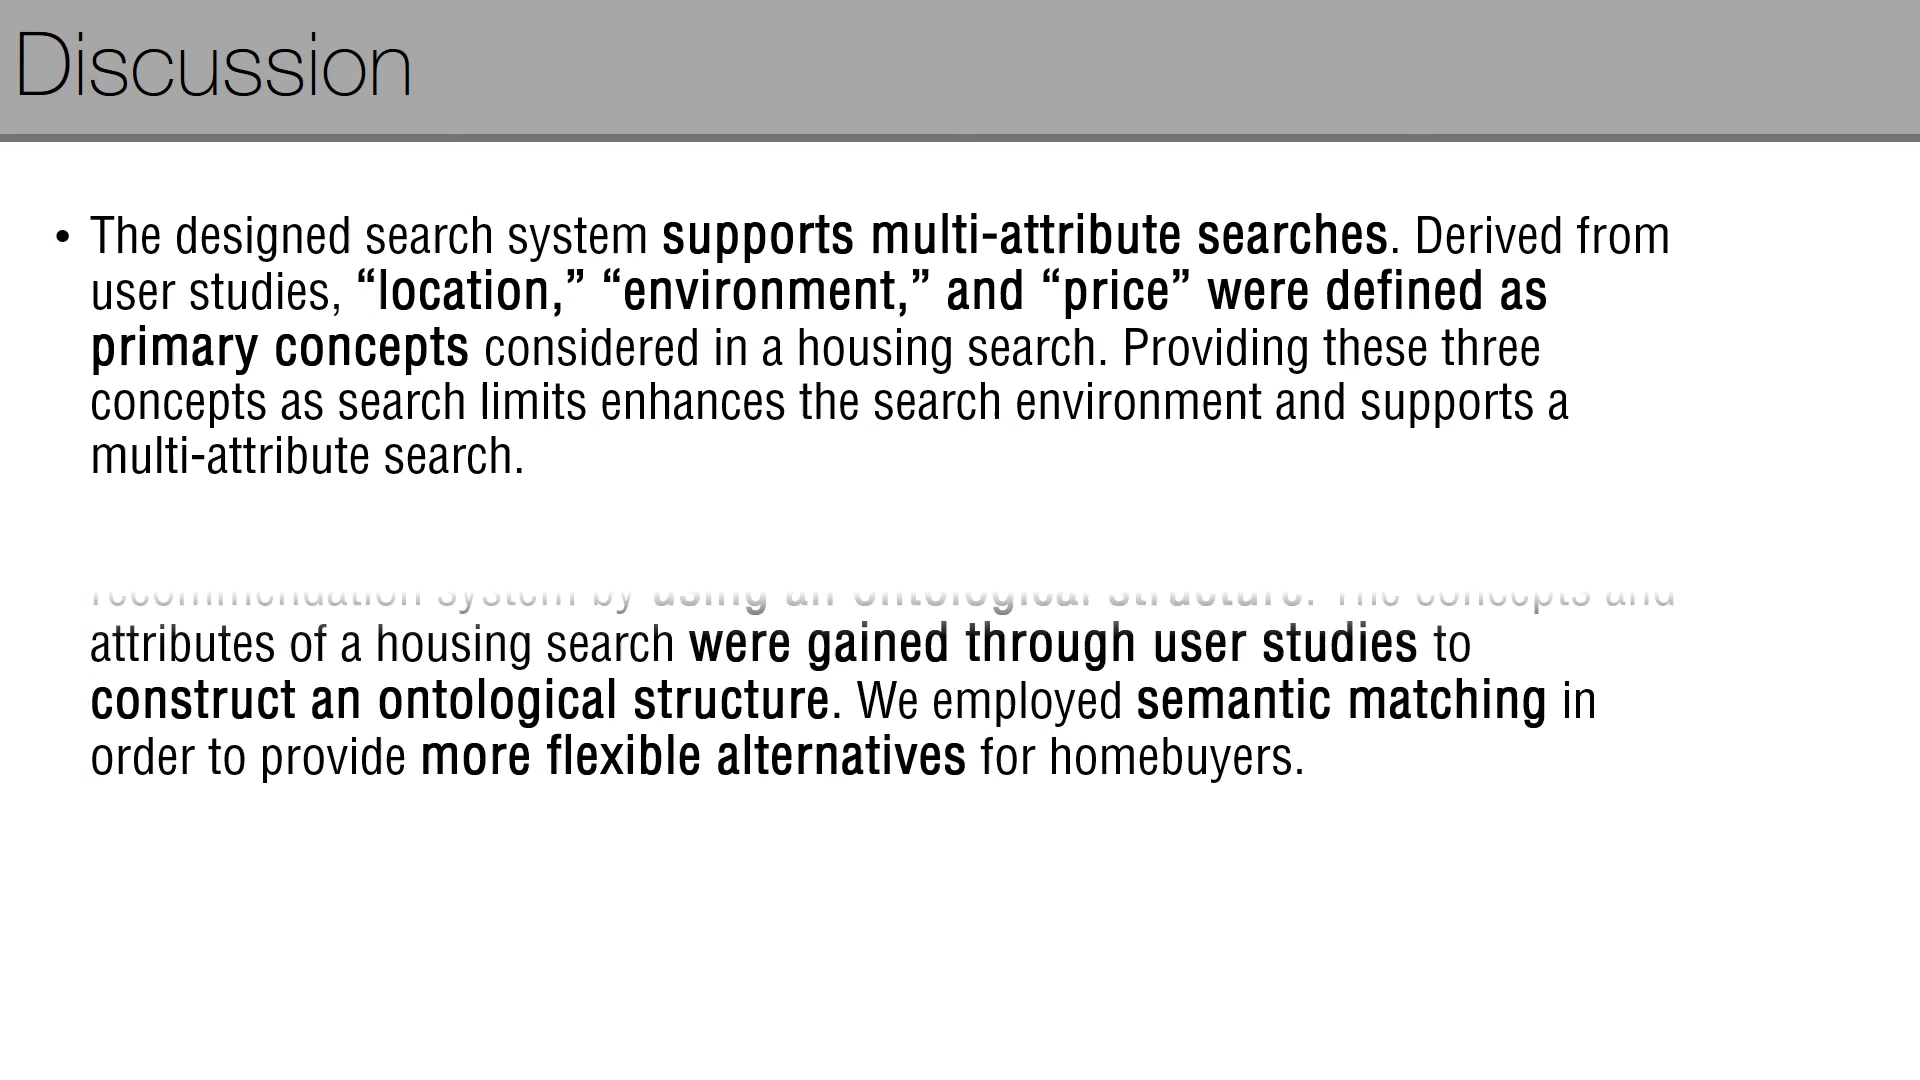 Discussion
• The designed search system supports multi-attribute searches. Derived from
user studies, “location,” “environment,” and “price” were defined as
primary concepts considered in a housing search. Providing these three
concepts as search limits enhances the search environment and supports a
multi-attribute search.
recommendation system by using an ontological structure. The concepts and
attributes of a housing search were gained through user studies to
construct an ontological structure. We employed semantic matching in
order to provide more flexible alternatives for homebuyers.